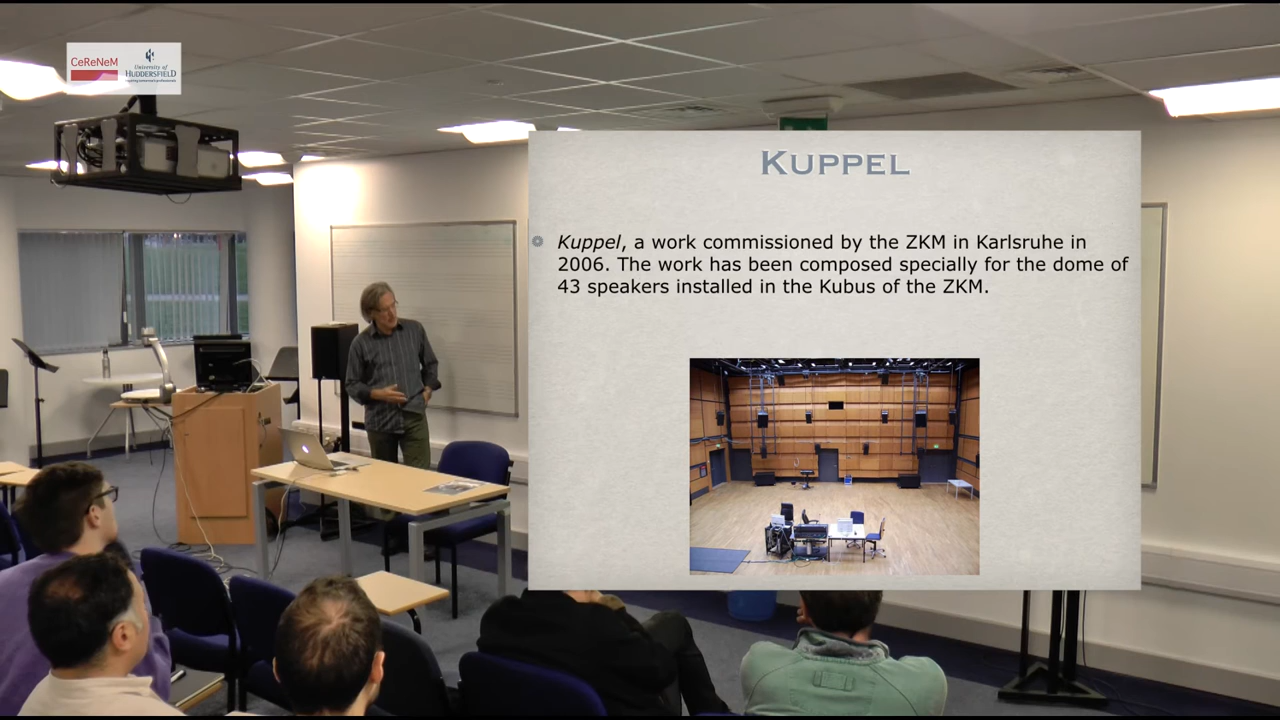 CeReNeM
University of
HUDDERSFIELD
KUPPEL
Kuppel, a work commissioned by the ZKM in Karlsruhe in
2006. The work has been composed specially for the dome of
43 speakers installed in the Kubus of the ZKM.